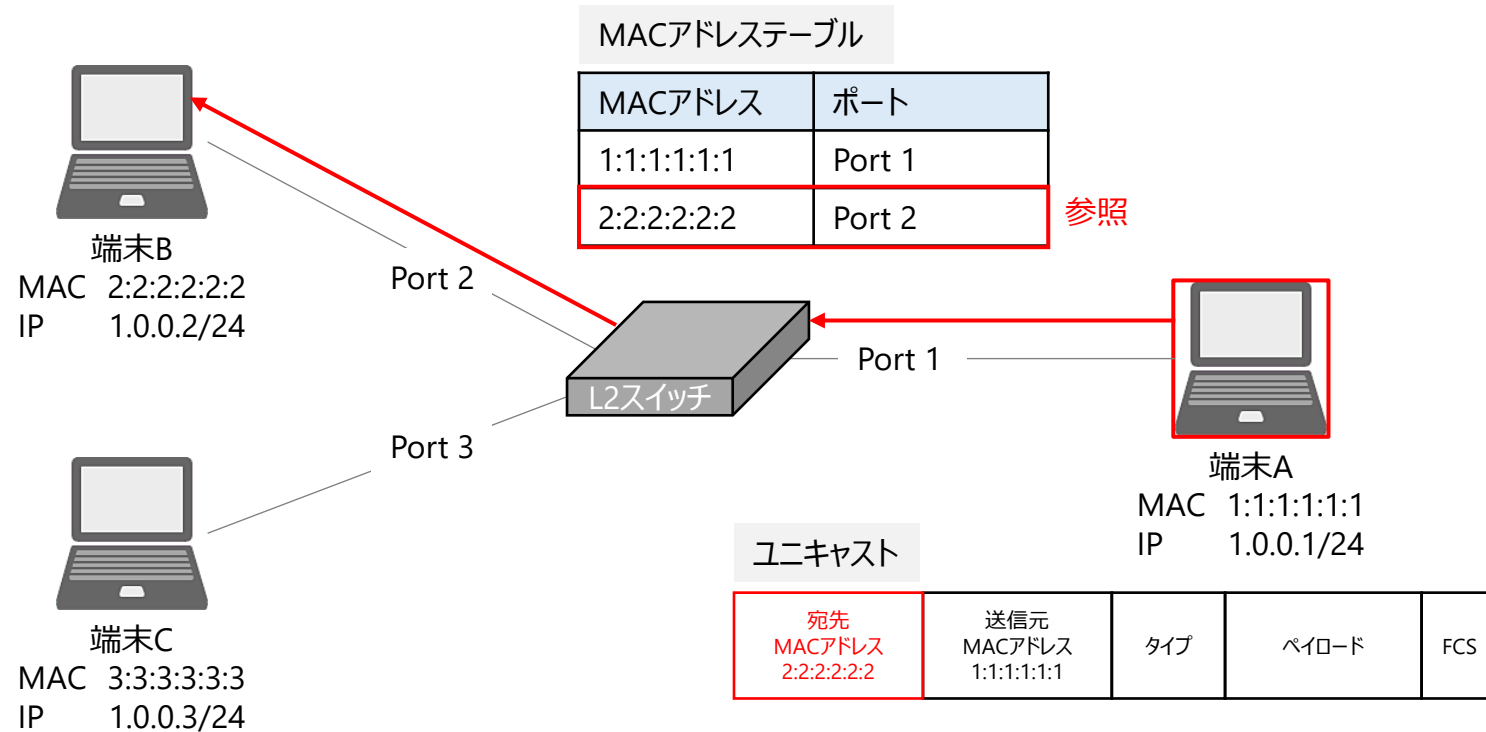 MACアドレステーブル
MACアドレス ポート
1:1:1:1:1:1 Port 1
2:2:2:2:2:2 Port 2
参照
端末B
MAC 2:2:2:2:2:2
IP 1.0.0.2/24
Port 2
Port 1
L2スイッチ
Port 3
端末A
MAC 1:1:1:1:1:1
IP 1.0.0.1/24
端末C
MAC 3:3:3:3:3:3
IP 1.0.0.3/24
ユニキャスト
宛先
MACアドレス
2:2:2:2:2:2
送信元
MACアドレス
1:1:1:1:1:1
タイプ
ペイロード
FCS